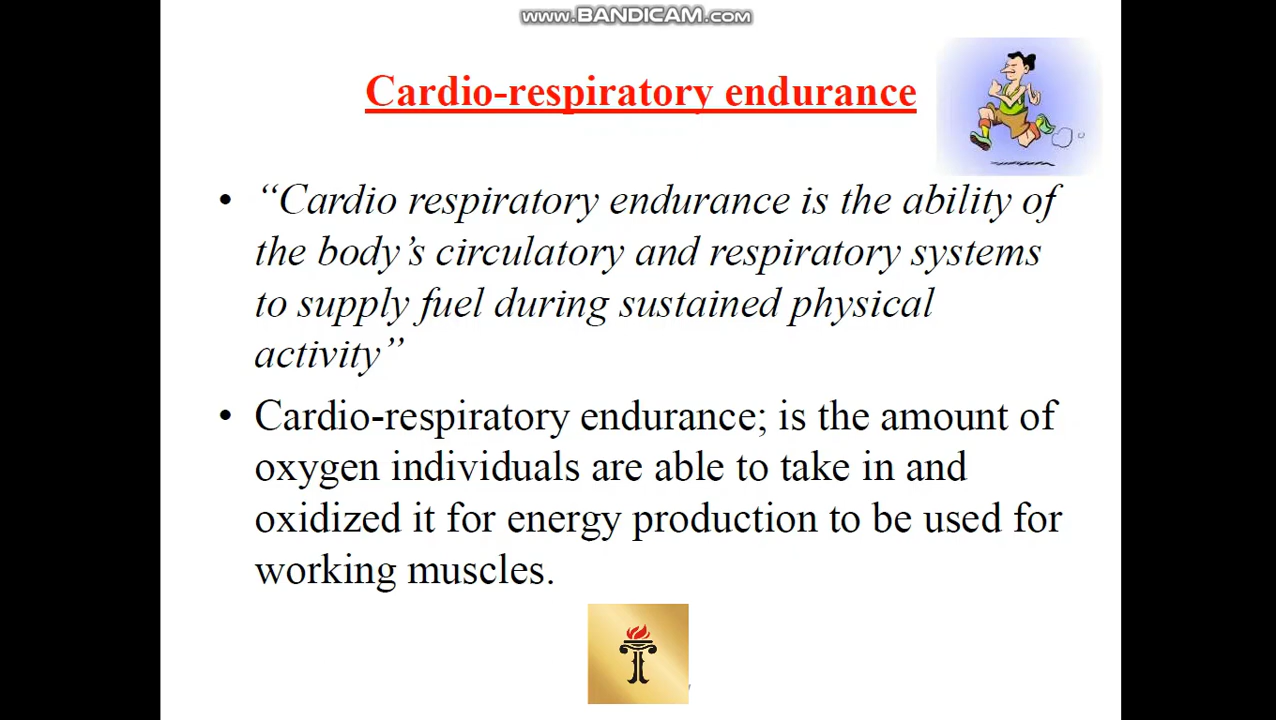 www.BANDICAM.com
Cardio-respiratory endurance
• “Cardio respiratory endurance is the ability of
the body’s circulatory and respiratory systems
to supply fuel during sustained physical
activity”
• Cardio-respiratory endurance; is the amount of
oxygen individuals are able to take in and
oxidized it for energy production to be used for
working muscles.